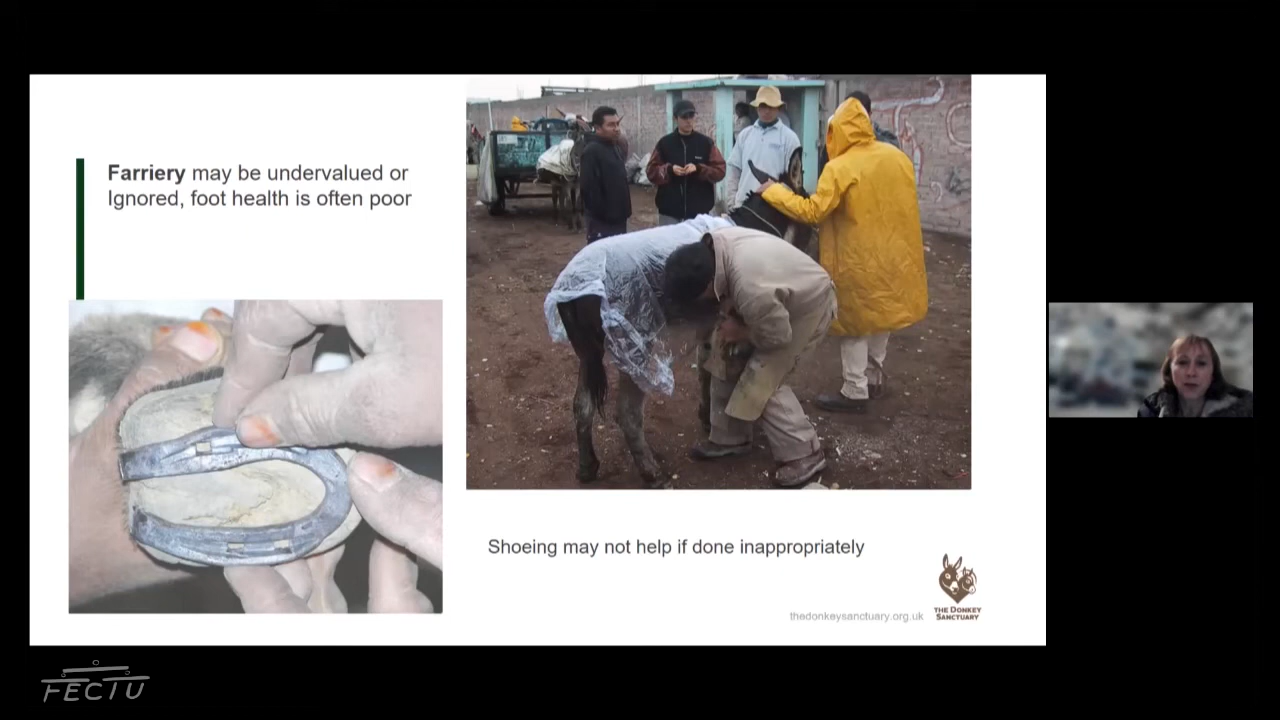 Farriery may be undervalued or
Ignored, foot health is often poor
Shoeing may not help if done inappropriately
thedonkeysanctuary.org.uk
THE DONKEY
SANCTUARY
FECTU